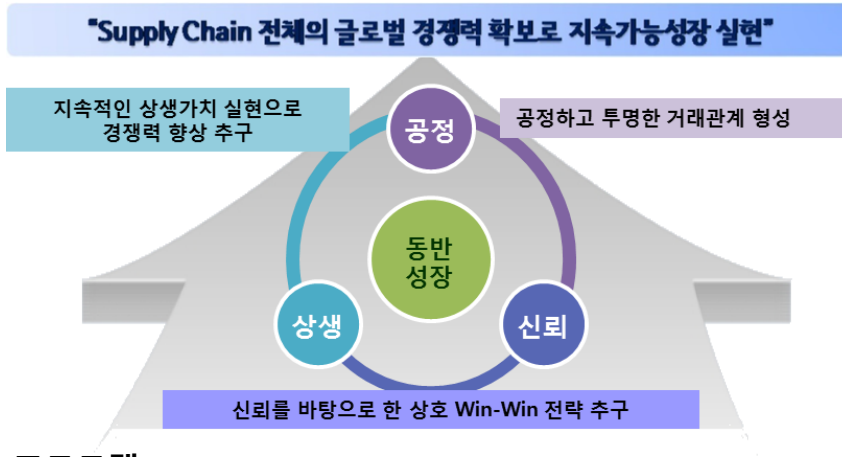 "Supply Chain 전체의 글로벌 경쟁력 확보로 지속가능성장 실현"
지속적인 상생가치 실현으로
경쟁력 향상 추구
공정
공정하고 투명한 거래관계 형성
동반
성장
상생
신뢰
신뢰를 바탕으로 한 상호 Win-Win 전략 추구